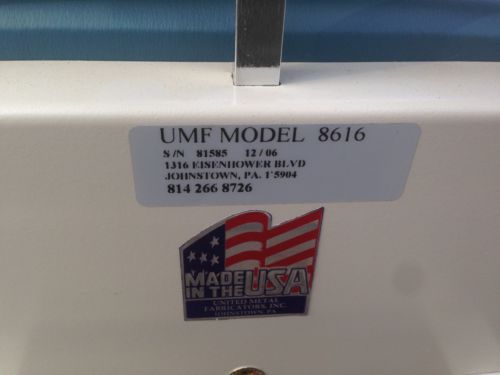 UMF MODEL 8616
S/N 81585 12/06
1316 EISENHOWER BLVD
JOHNSTOWN, PA. 15904
814 266 8726
MADE
IN THE USA
UNITED METAL
FABRICATORS, INC.
JOHNSTOWN, PA